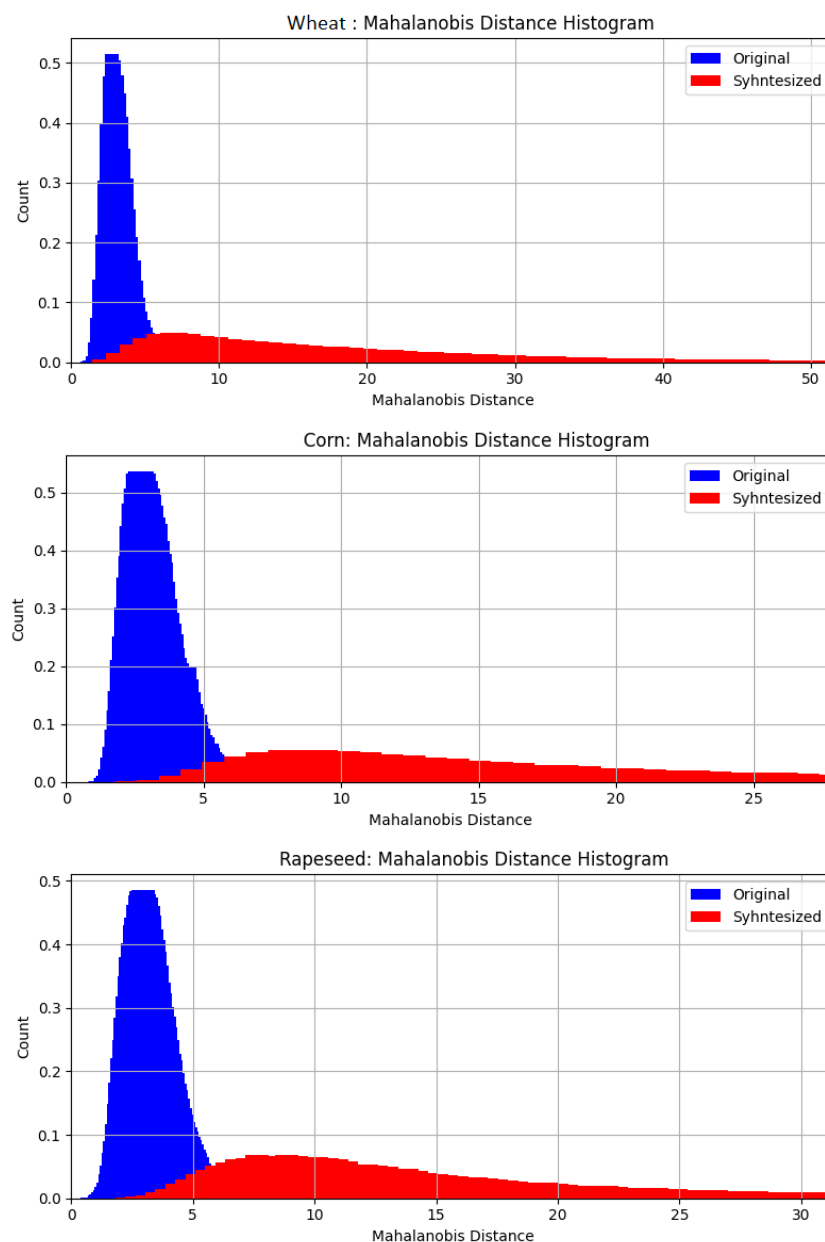 Wheat : Mahalanobis Distance Histogram
Original
Syhntesized
Count
0.5
0.4
0.3
0.2
0.1
0.0
0 10 20 30 40 50
Mahalanobis Distance
Corn: Mahalanobis Distance Histogram
Original
Syhntesized
Count
0.5
0.4
0.3
0.2
0.1
0.0
0 5 10 15 20 25
Mahalanobis Distance
Rapeseed: Mahalanobis Distance Histogram
Original
Syhntesized
Count
0.5
0.4
0.3
0.2
0.1
0.0
0 5 10 15 20 25 30
Mahalanobis Distance